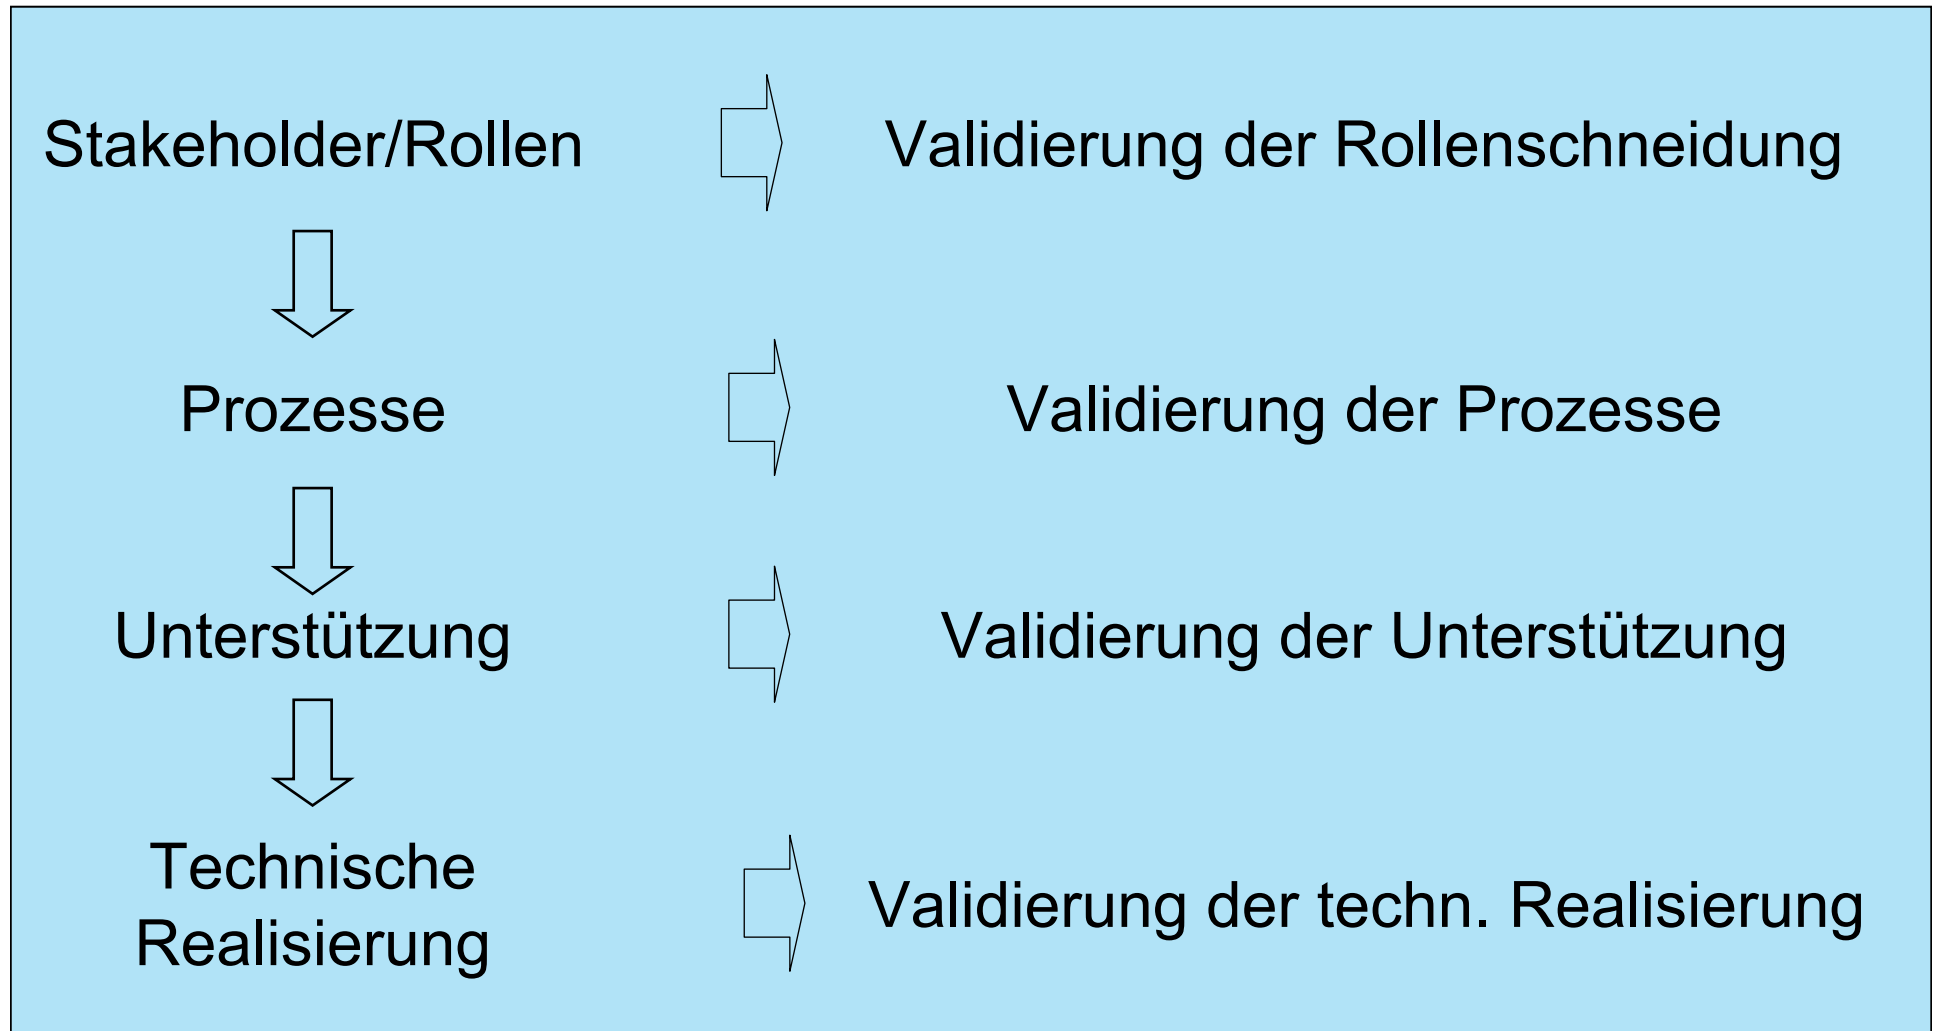 Stakeholder/Rollen
Validierung der Rollenschneidung
Prozesse
Validierung der Prozesse
Unterstützung
Validierung der Unterstützung
Technische
Realisierung
Validierung der techn. Realisierung